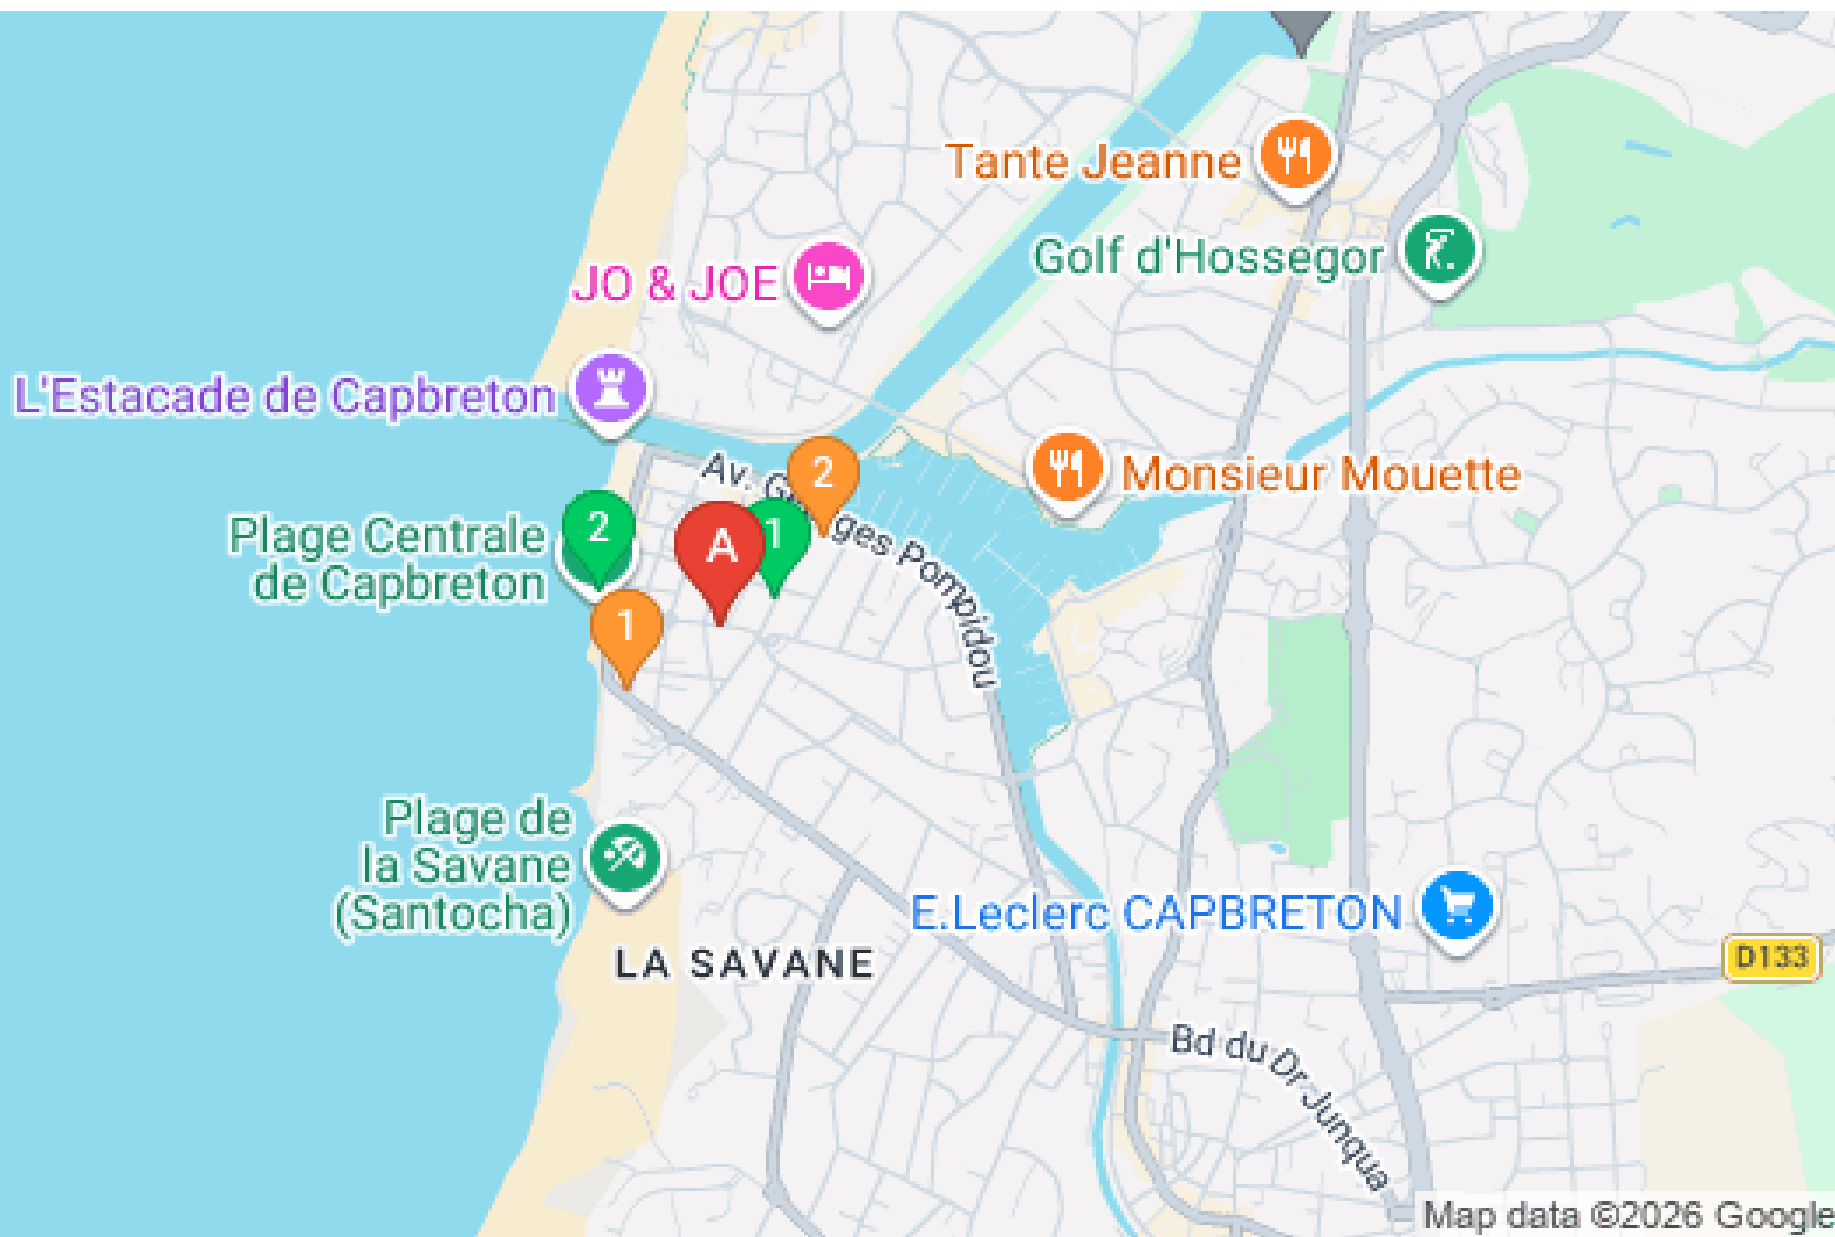 Tante Jeanne
Golf d'Hossegor
JO & JOE
L'Estacade de Capbreton
Av. G
ges Pompidou
2
Monsieur Mouette
Plage Centrale
de Capbreton
2
A
1
1
Plage de
la Savane
(Santocha)
E.Leclerc CAPBRETON
LA SAVANE
D133
Bd du Dr Junqua
Map data ©2026 Google